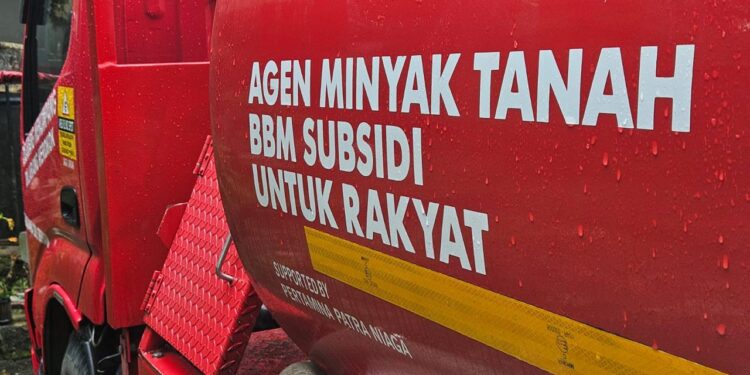 AGEN MINYAK TANAH
BBM SUBSIDI
UNTUK RAKYAT
SUPPORTED BY
PERTAMINA PATRA NIAGA